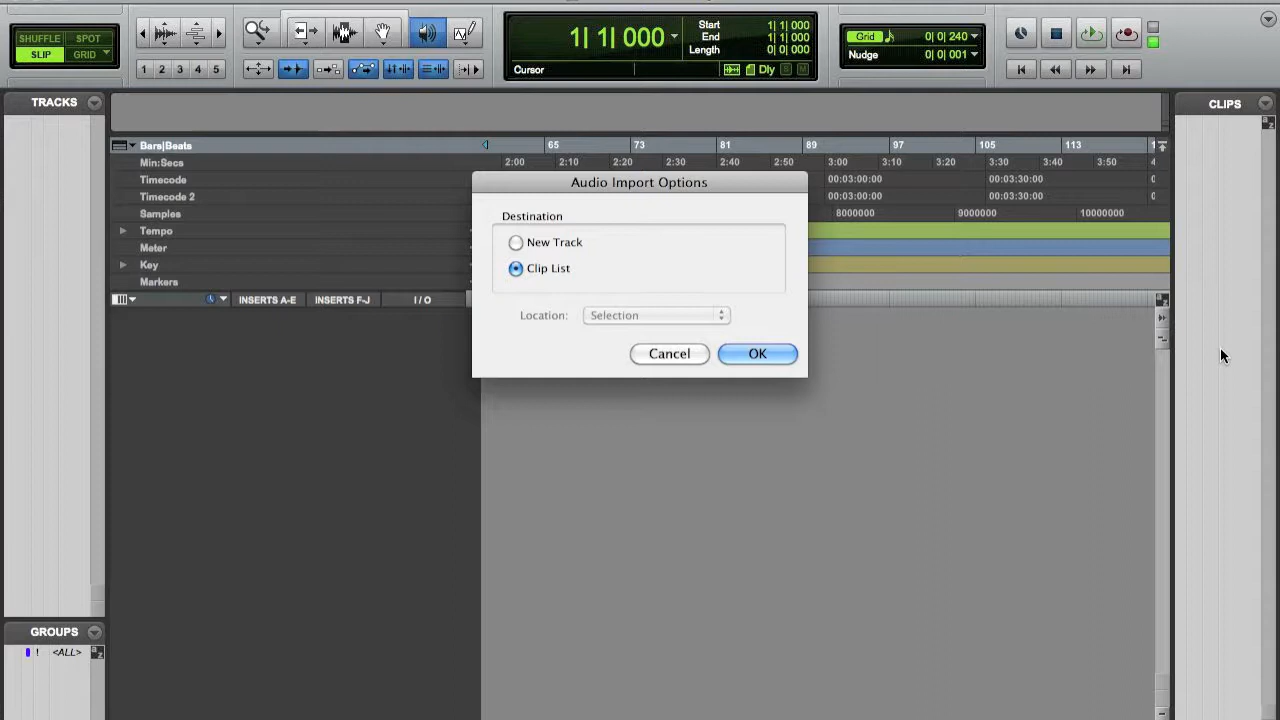 SHUFFLE SPOT
SLIP GRID
1 2 3 4 5
1| 1| 000
Start 1| 1| 000
End 1| 1| 000
Length 0| 0| 000
Cursor
Dly
S M
Grid 0| 0| 240
Nudge 0| 0| 001
TRACKS
CLIPS
a z
Bars|Beats 65 73 81 89 97 105 113 1
Min:Secs 2:00 2:10 2:20 2:30 2:40 2:50 3:00 3:10 3:20 3:30 3:40 3:50 4
Timecode 00:03:00:00 00:03:30:00
Timecode 2 00:03:00:00 00:03:30:00
Samples 8000000 9000000 10000000
Tempo
Meter
Key
Markers
INSERTS A-E INSERTS F-J I / O
a z
Audio Import Options
Destination
New Track
Clip List
Location: Selection
Cancel OK
GROUPS
! <ALL> a z